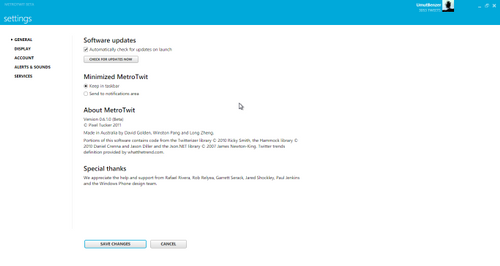 settings
GENERAL
DISPLAY
ACCOUNT
ALERTS & SOUNDS
SERVICES
Software updates
Automatically check for updates on launch
CHECK FOR UPDATES NOW
Minimized MetroTwit
Keep in taskbar
Send to notifications area
About MetroTwit
Version 0.6.1.0 (Beta)
© Pixel Tucker 2011
Made in Australia by David Golden, Winston Pang and Long Zheng.
Portions of this software contains code from the Twitterizer library © 2010 Ricky Smith, the Hammock library ©
2010 Daniel Crenna and Jason Diller and the Json.NET library © 2007 James Newton-King. Twitter trends
definition provided by whatthetrend.com.
Special thanks
We appreciate the help and support from Rafael Rivera, Rob Relyea, Garrett Serack, Jared Shockley, Paul Jenkins
and the Windows Phone design team.
SAVE CHANGES
CANCEL